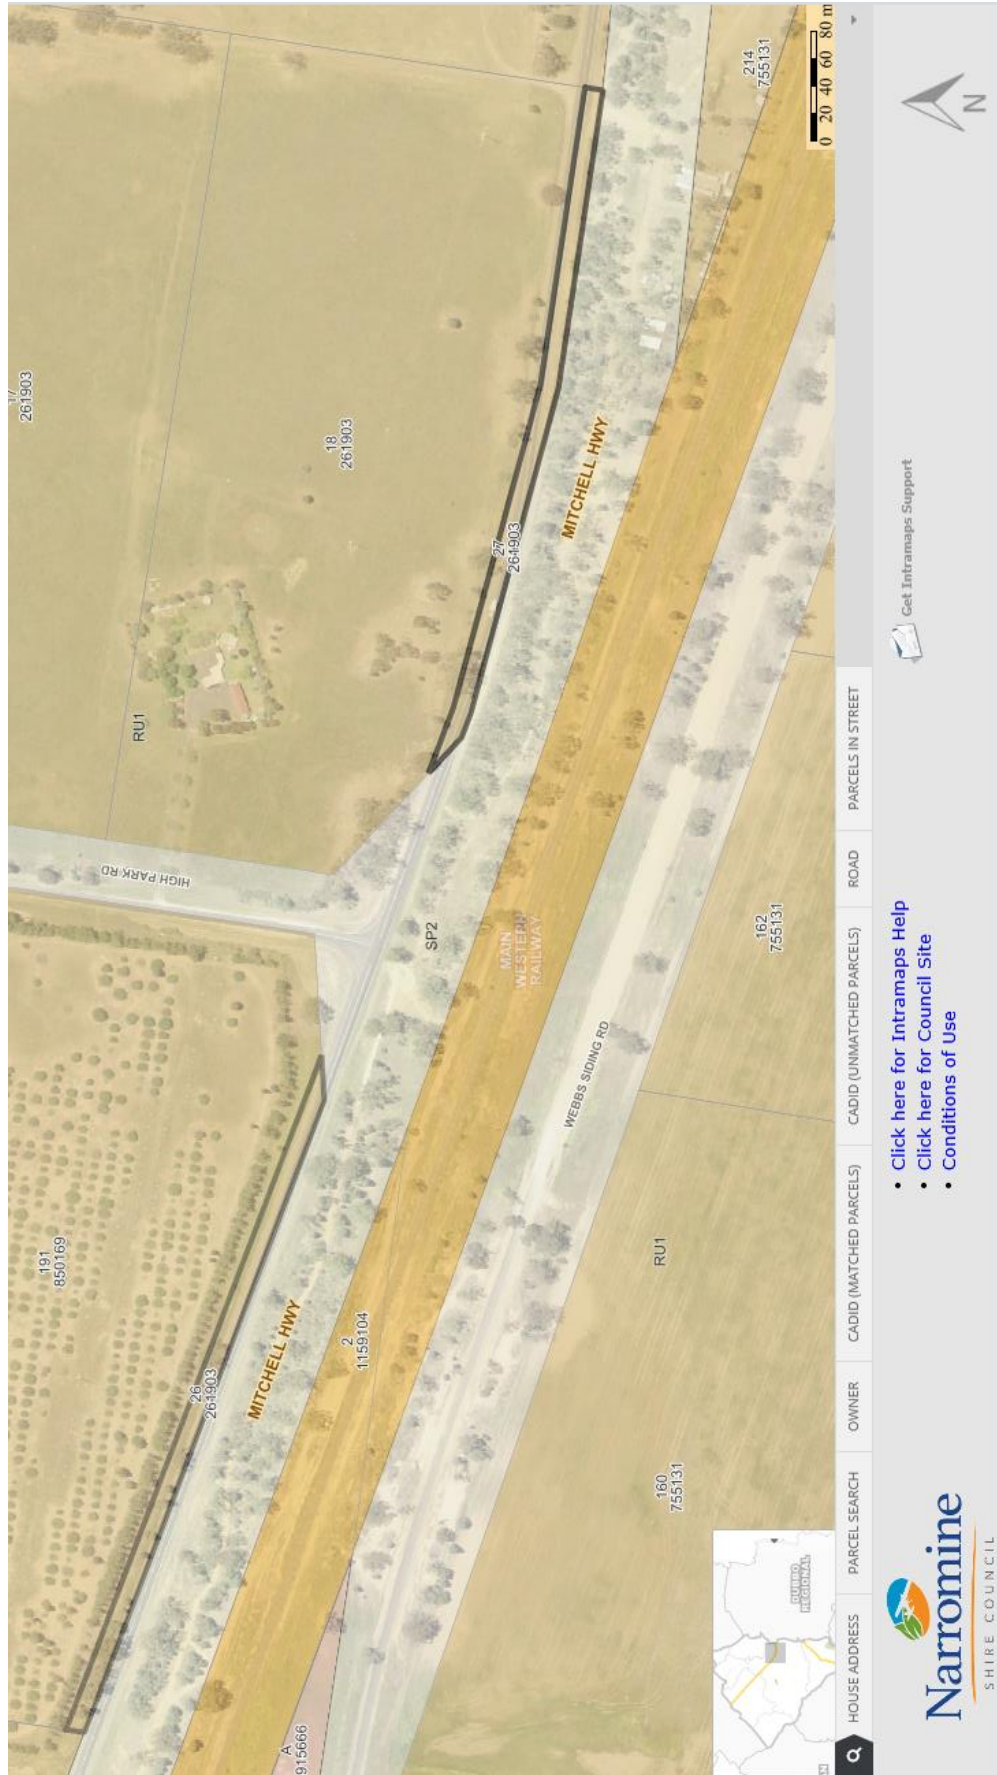 17
261903
18
261903
RU1
HIGH PARK RD
191
850169
26
261903
27
261903
MITCHELL HWY
MITCHELL HWY
SP2
MAIN
WESTERN
RAILWAY
2
1159104
WEBBS SIDING RD
214
755131
162
755131
RU1
160
755131
A
915666
DUBBO
REGIONAL
0 20 40 60 80 m
HOUSE ADDRESS
PARCEL SEARCH
OWNER
CADID (MATCHED PARCELS)
CADID (UNMATCHED PARCELS)
ROAD
PARCELS IN STREET
Narromine
SHIRE COUNCIL
• Click here for Intramaps Help
• Click here for Council Site
• Conditions of Use
Get Intramaps Support
N